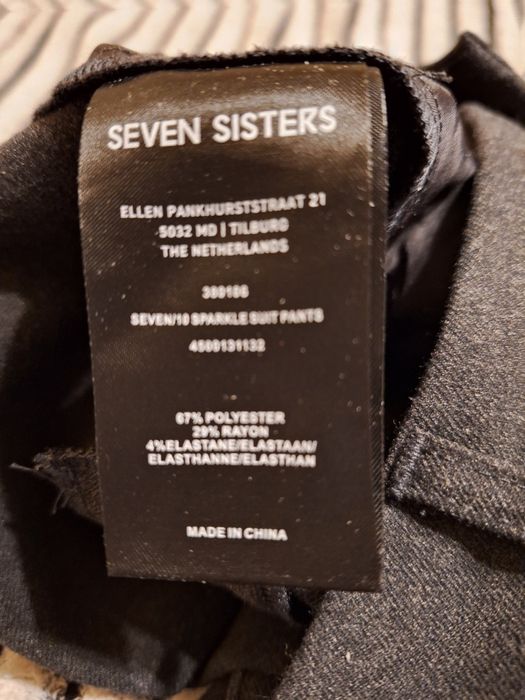 SEVEN SISTERS
ELLEN PANKHURSTSTRAAT 21
5032 MD | TILBURG
THE NETHERLANDS
SEVEN/10 SPARKLE SUIT PANTS
4500131132
67% POLYESTER
29% RAYON
4%ELASTANE/ELASTAAN/
ELASTHANNE/ELASTHAN
MADE IN CHINA